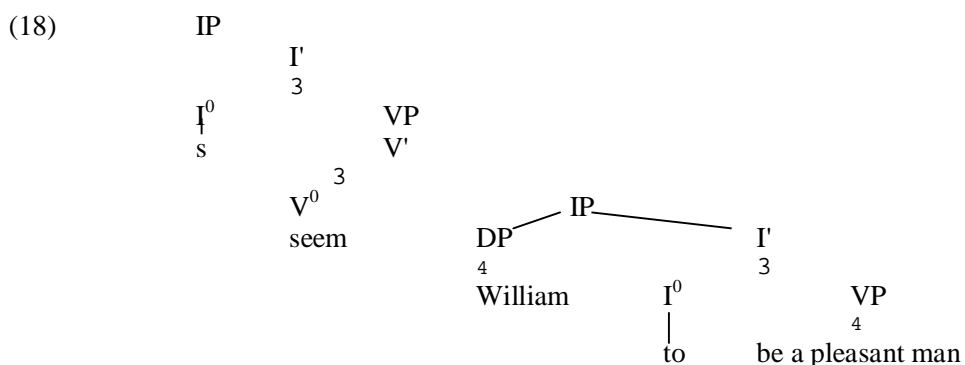 (18) IP
I'
3
I⁰ VP
s V'
3
V⁰ IP
seem DP I'
4 3
William I⁰ VP
4
to be a pleasant man